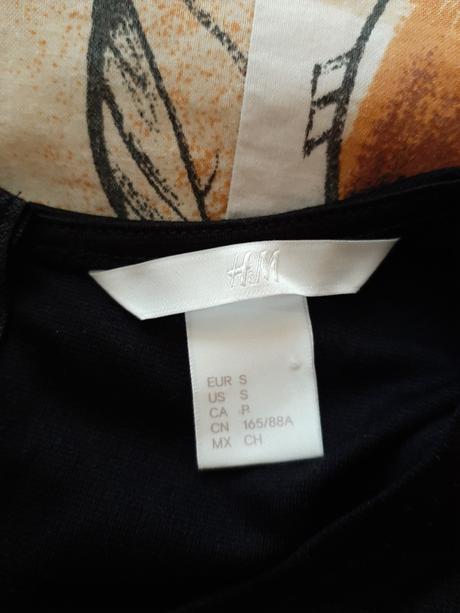 H&M
EUR S
US S
CA P
CN 165/88A
MX CH